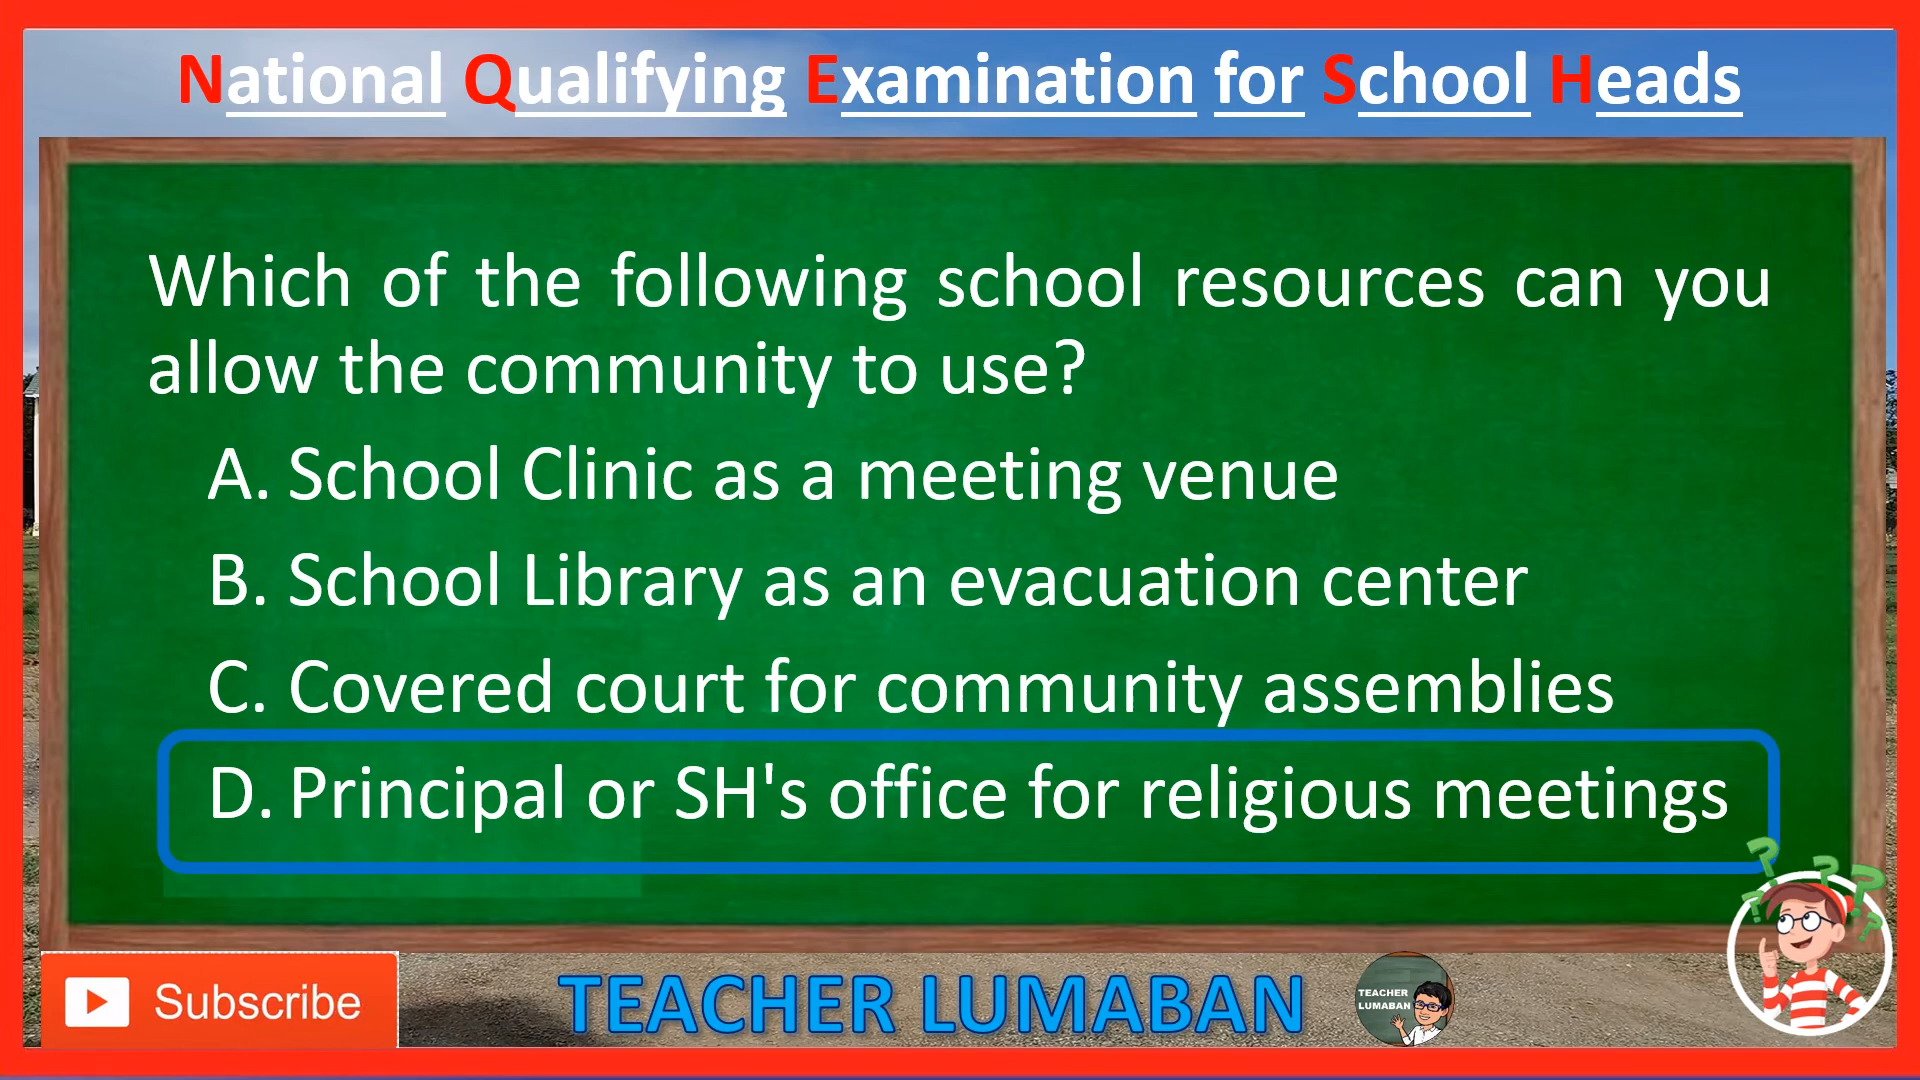 National Qualifying Examination for School Heads
Which of the following school resources can you
allow the community to use?
A. School Clinic as a meeting venue
B. School Library as an evacuation center
C. Covered court for community assemblies
D. Principal or SH's office for religious meetings
Subscribe
TEACHER LUMABAN
TEACHER
LUMABAN